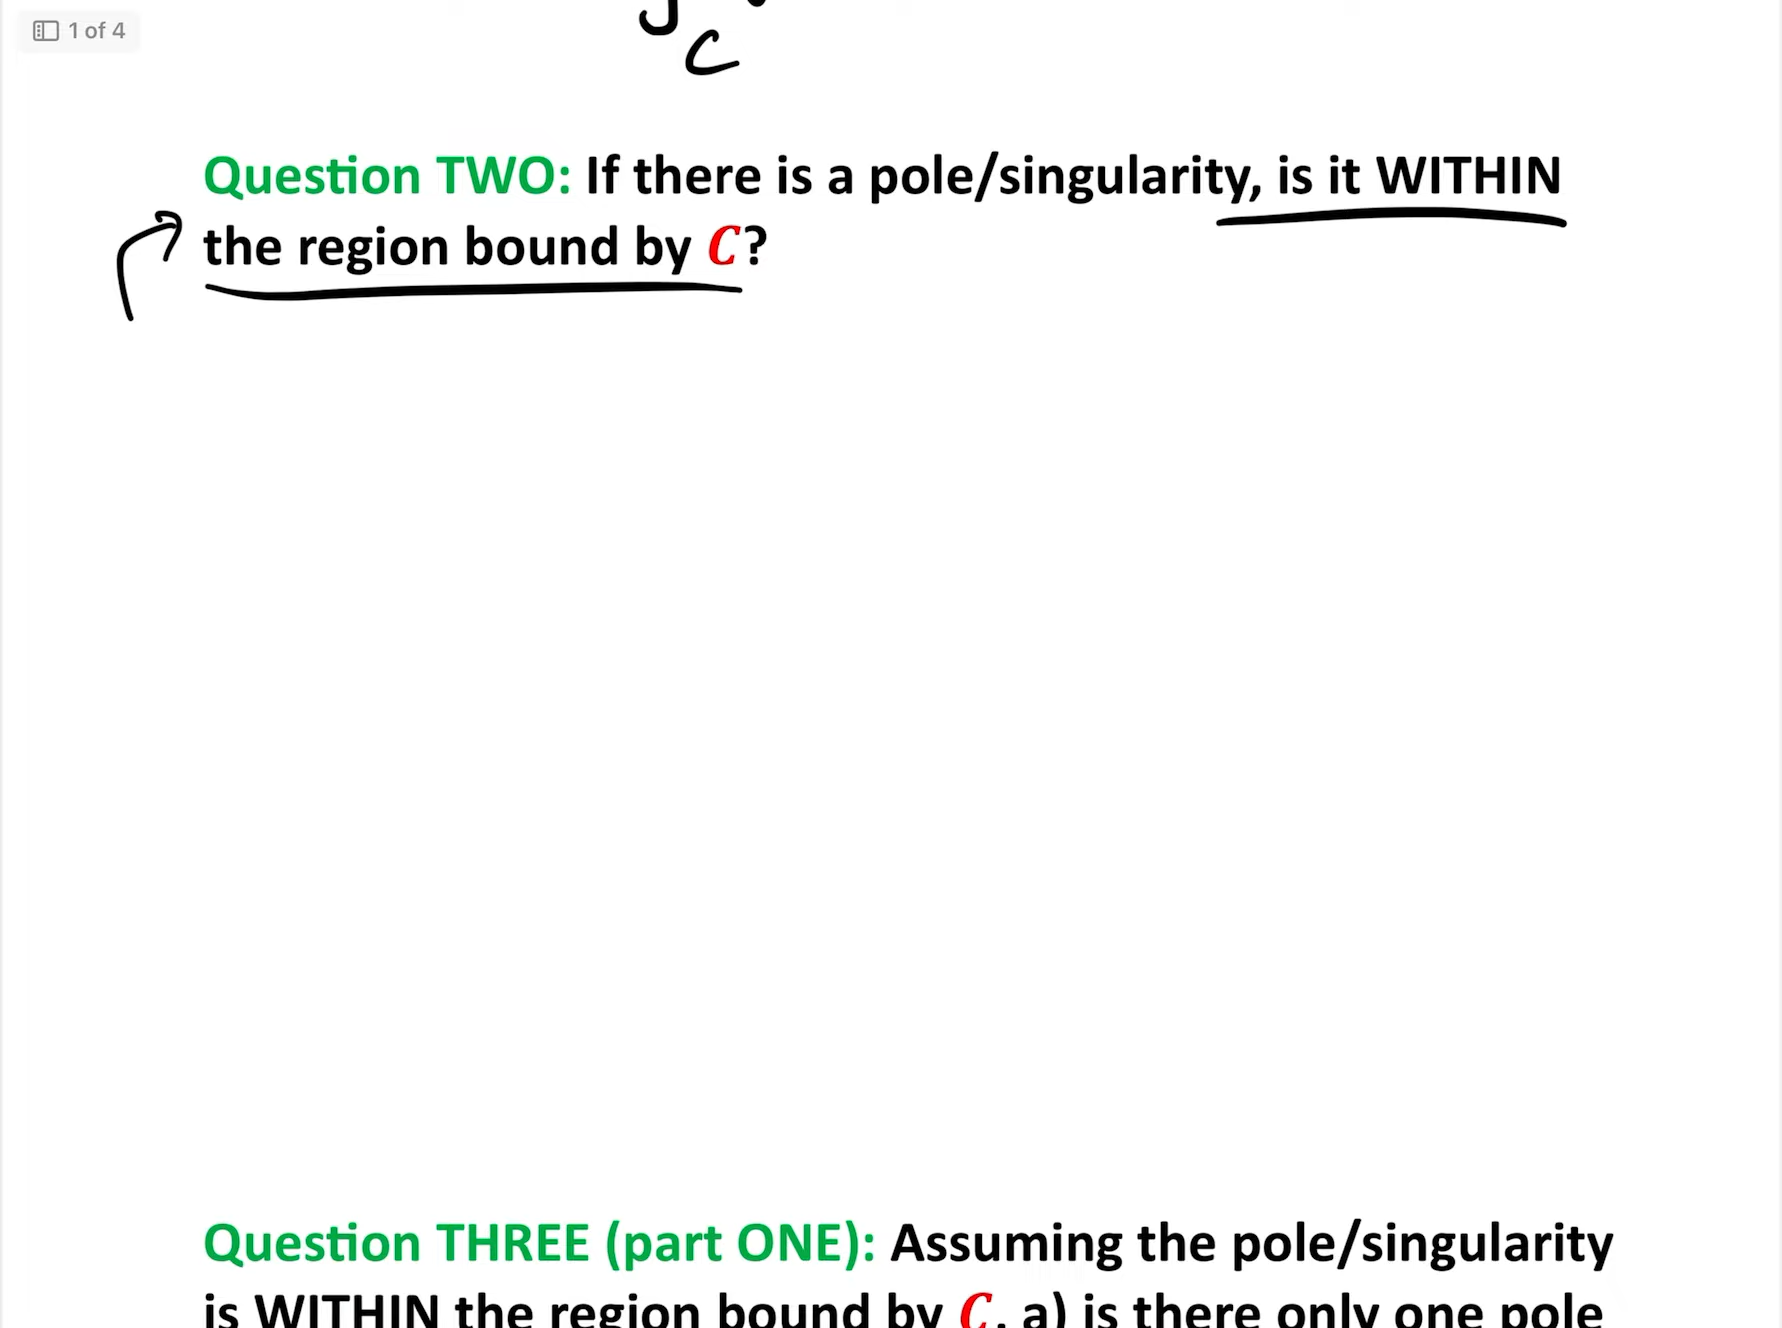 1 of 4
C
Question TWO: If there is a pole/singularity, is it WITHIN
the region bound by C?
Question THREE (part ONE): Assuming the pole/singularity
is WITHIN the region bound by C, a) is there only one pole